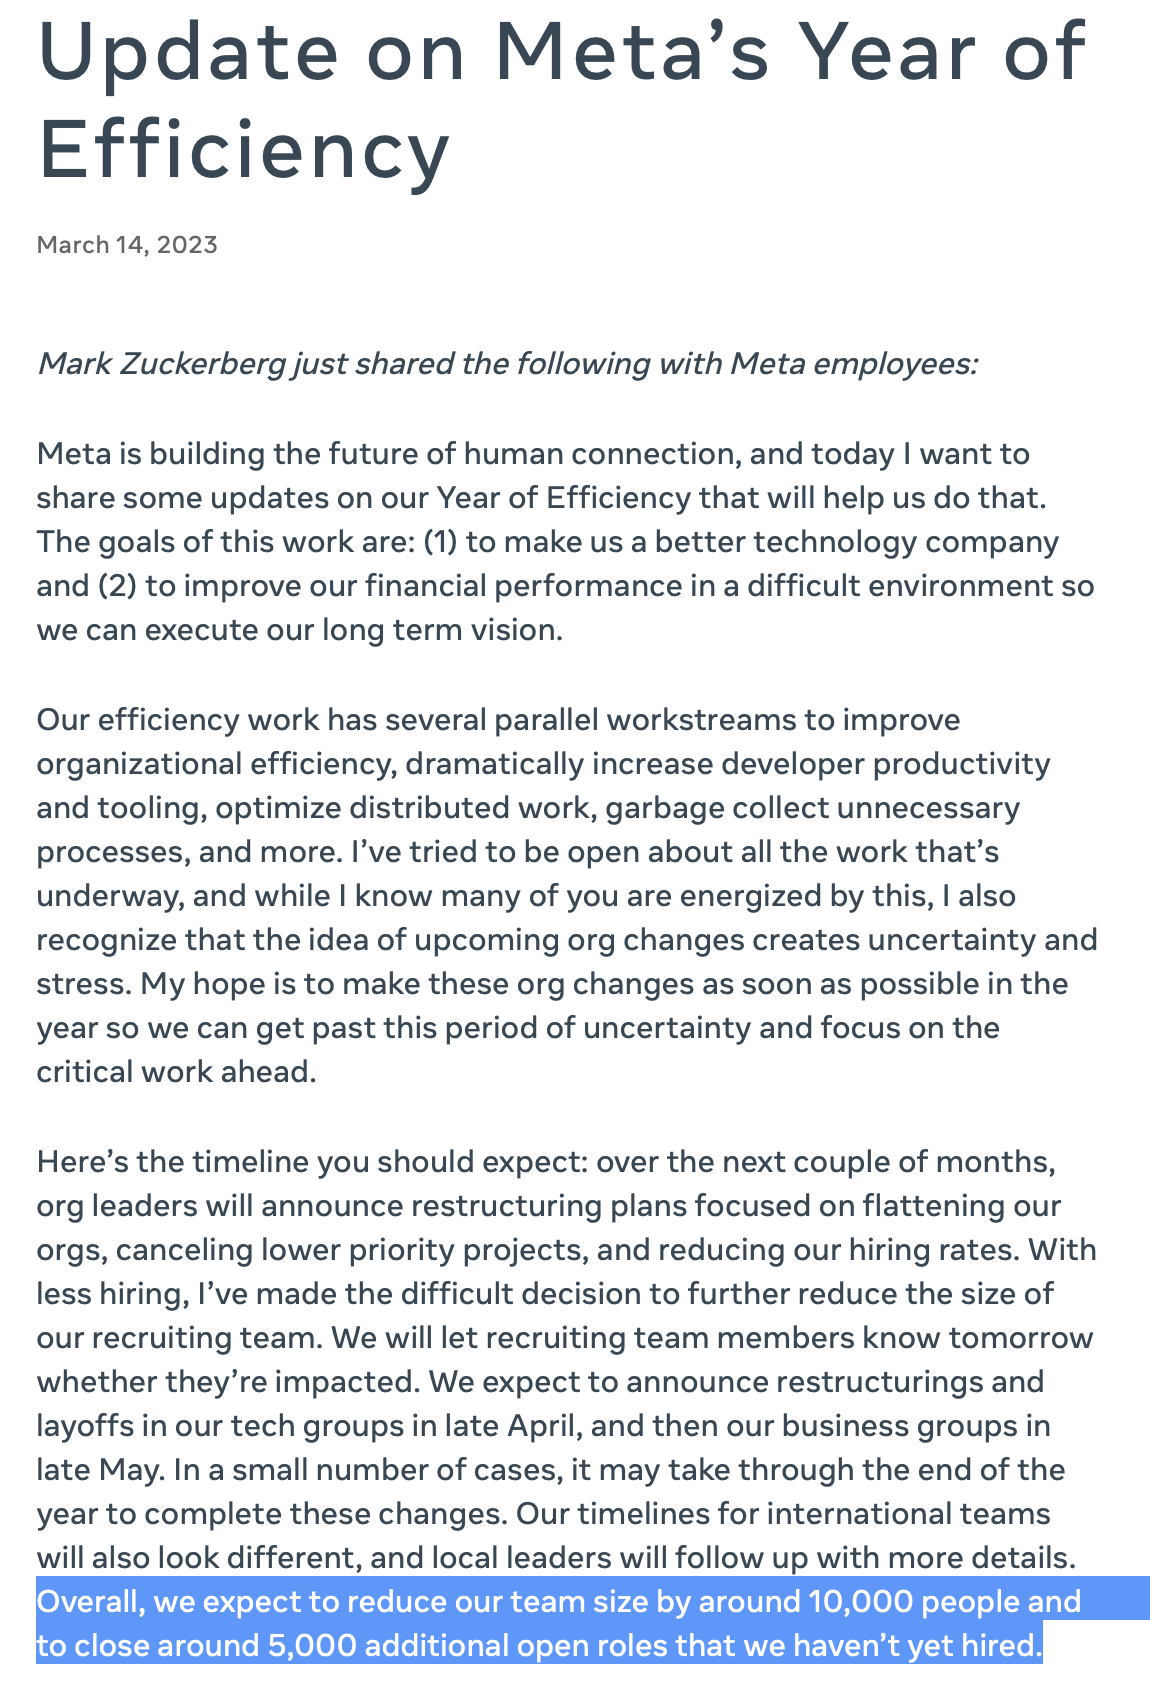 Update on Meta’s Year of
Efficiency
March 14, 2023
Mark Zuckerberg just shared the following with Meta employees:
Meta is building the future of human connection, and today I want to
share some updates on our Year of Efficiency that will help us do that.
The goals of this work are: (1) to make us a better technology company
and (2) to improve our financial performance in a difficult environment so
we can execute our long term vision.
Our efficiency work has several parallel workstreams to improve
organizational efficiency, dramatically increase developer productivity
and tooling, optimize distributed work, garbage collect unnecessary
processes, and more. I’ve tried to be open about all the work that’s
underway, and while I know many of you are energized by this, I also
recognize that the idea of upcoming org changes creates uncertainty and
stress. My hope is to make these org changes as soon as possible in the
year so we can get past this period of uncertainty and focus on the
critical work ahead.
Here’s the timeline you should expect: over the next couple of months,
org leaders will announce restructuring plans focused on flattening our
orgs, canceling lower priority projects, and reducing our hiring rates. With
less hiring, I’ve made the difficult decision to further reduce the size of
our recruiting team. We will let recruiting team members know tomorrow
whether they’re impacted. We expect to announce restructurings and
layoffs in our tech groups in late April, and then our business groups in
late May. In a small number of cases, it may take through the end of the
year to complete these changes. Our timelines for international teams
will also look different, and local leaders will follow up with more details.
Overall, we expect to reduce our team size by around 10,000 people and
to close around 5,000 additional open roles that we haven’t yet hired.